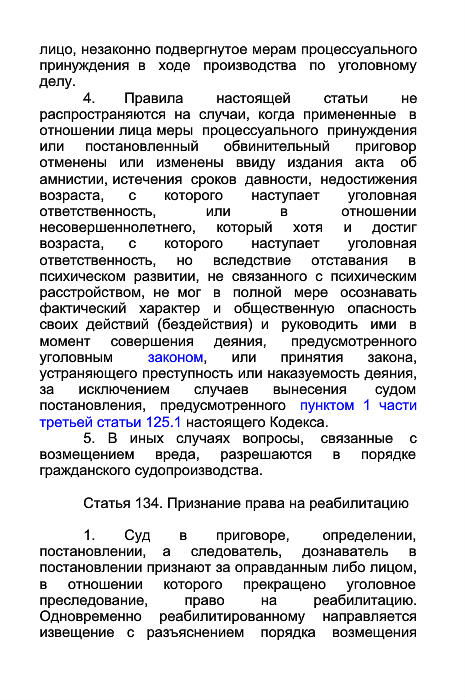 лицо, незаконно подвергнутое мерам процессуального
принуждения в ходе производства по уголовному
делу.
4. Правила настоящей статьи не
распространяются на случаи, когда примененные в
отношении лица меры процессуального принуждения
или постановленный обвинительный приговор
отменены или изменены ввиду издания акта об
амнистии, истечения сроков давности, недостижения
возраста, с которого наступает уголовная
ответственность, или в отношении
несовершеннолетнего, который хотя и достиг
возраста, с которого наступает уголовная
ответственность, но вследствие отставания в
психическом развитии, не связанного с психическим
расстройством, не мог в полной мере осознавать
фактический характер и общественную опасность
своих действий (бездействия) и руководить ими в
момент совершения деяния, предусмотренного
уголовным законом, или принятия закона,
устраняющего преступность или наказуемость деяния,
за исключением случаев вынесения судом
постановления, предусмотренного пунктом 1 части
третьей статьи 125.1 настоящего Кодекса.
5. В иных случаях вопросы, связанные с
возмещением вреда, разрешаются в порядке
гражданского судопроизводства.
Статья 134. Признание права на реабилитацию
1. Суд в приговоре, определении,
постановлении, а следователь, дознаватель в
постановлении признают за оправданным либо лицом,
в отношении которого прекращено уголовное
преследование, право на реабилитацию.
Одновременно реабилитированному направляется
извещение с разъяснением порядка возмещения